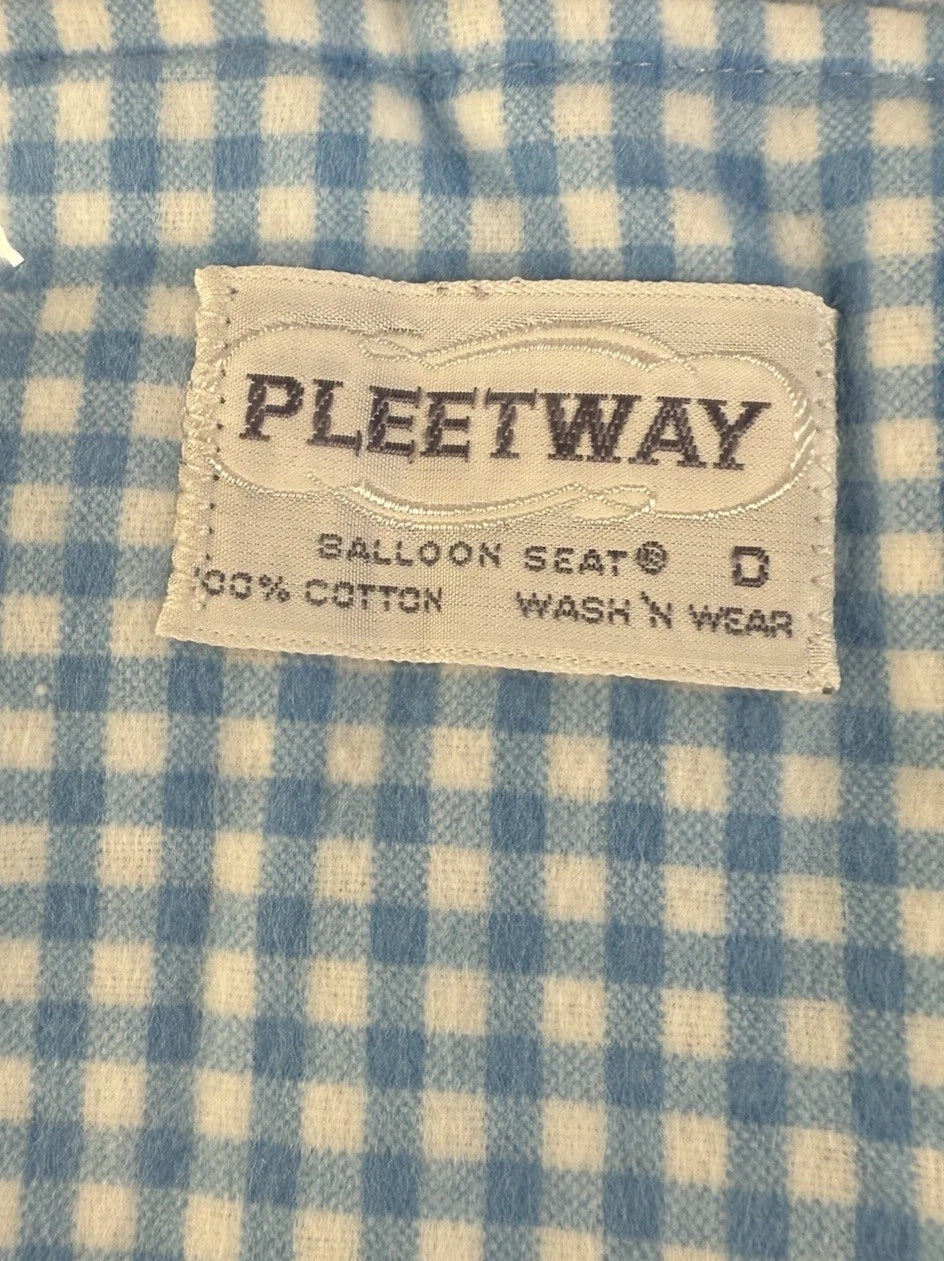 PLEETWAY
BALLOON SEAT® D
100% COTTON WASH 'N WEAR